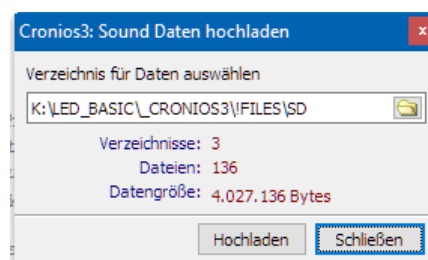 Cronios3: Sound Daten hochladen
x
Verzeichnis für Daten auswählen
K:\LED_BASIC\_CRONIOS3\!FILES\SD
Verzeichnisse: 3
Dateien: 136
Datengröße: 4.027.136 Bytes
Hochladen Schließen